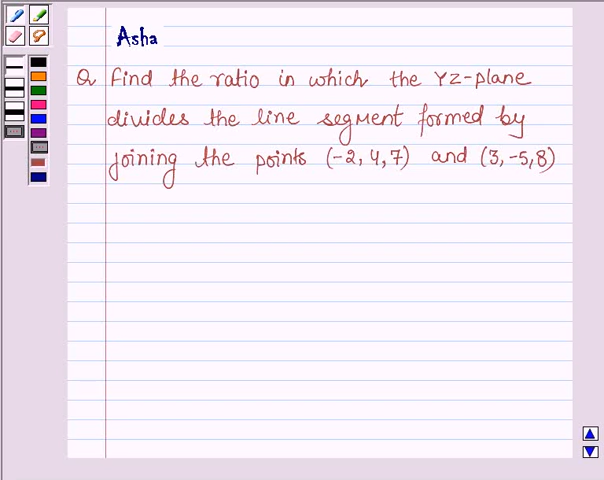 Asha
Q Find the ratio in which the YZ-plane
divides the line segment formed by
joining the points (-2, 4, 7) and (3, -5, 8)